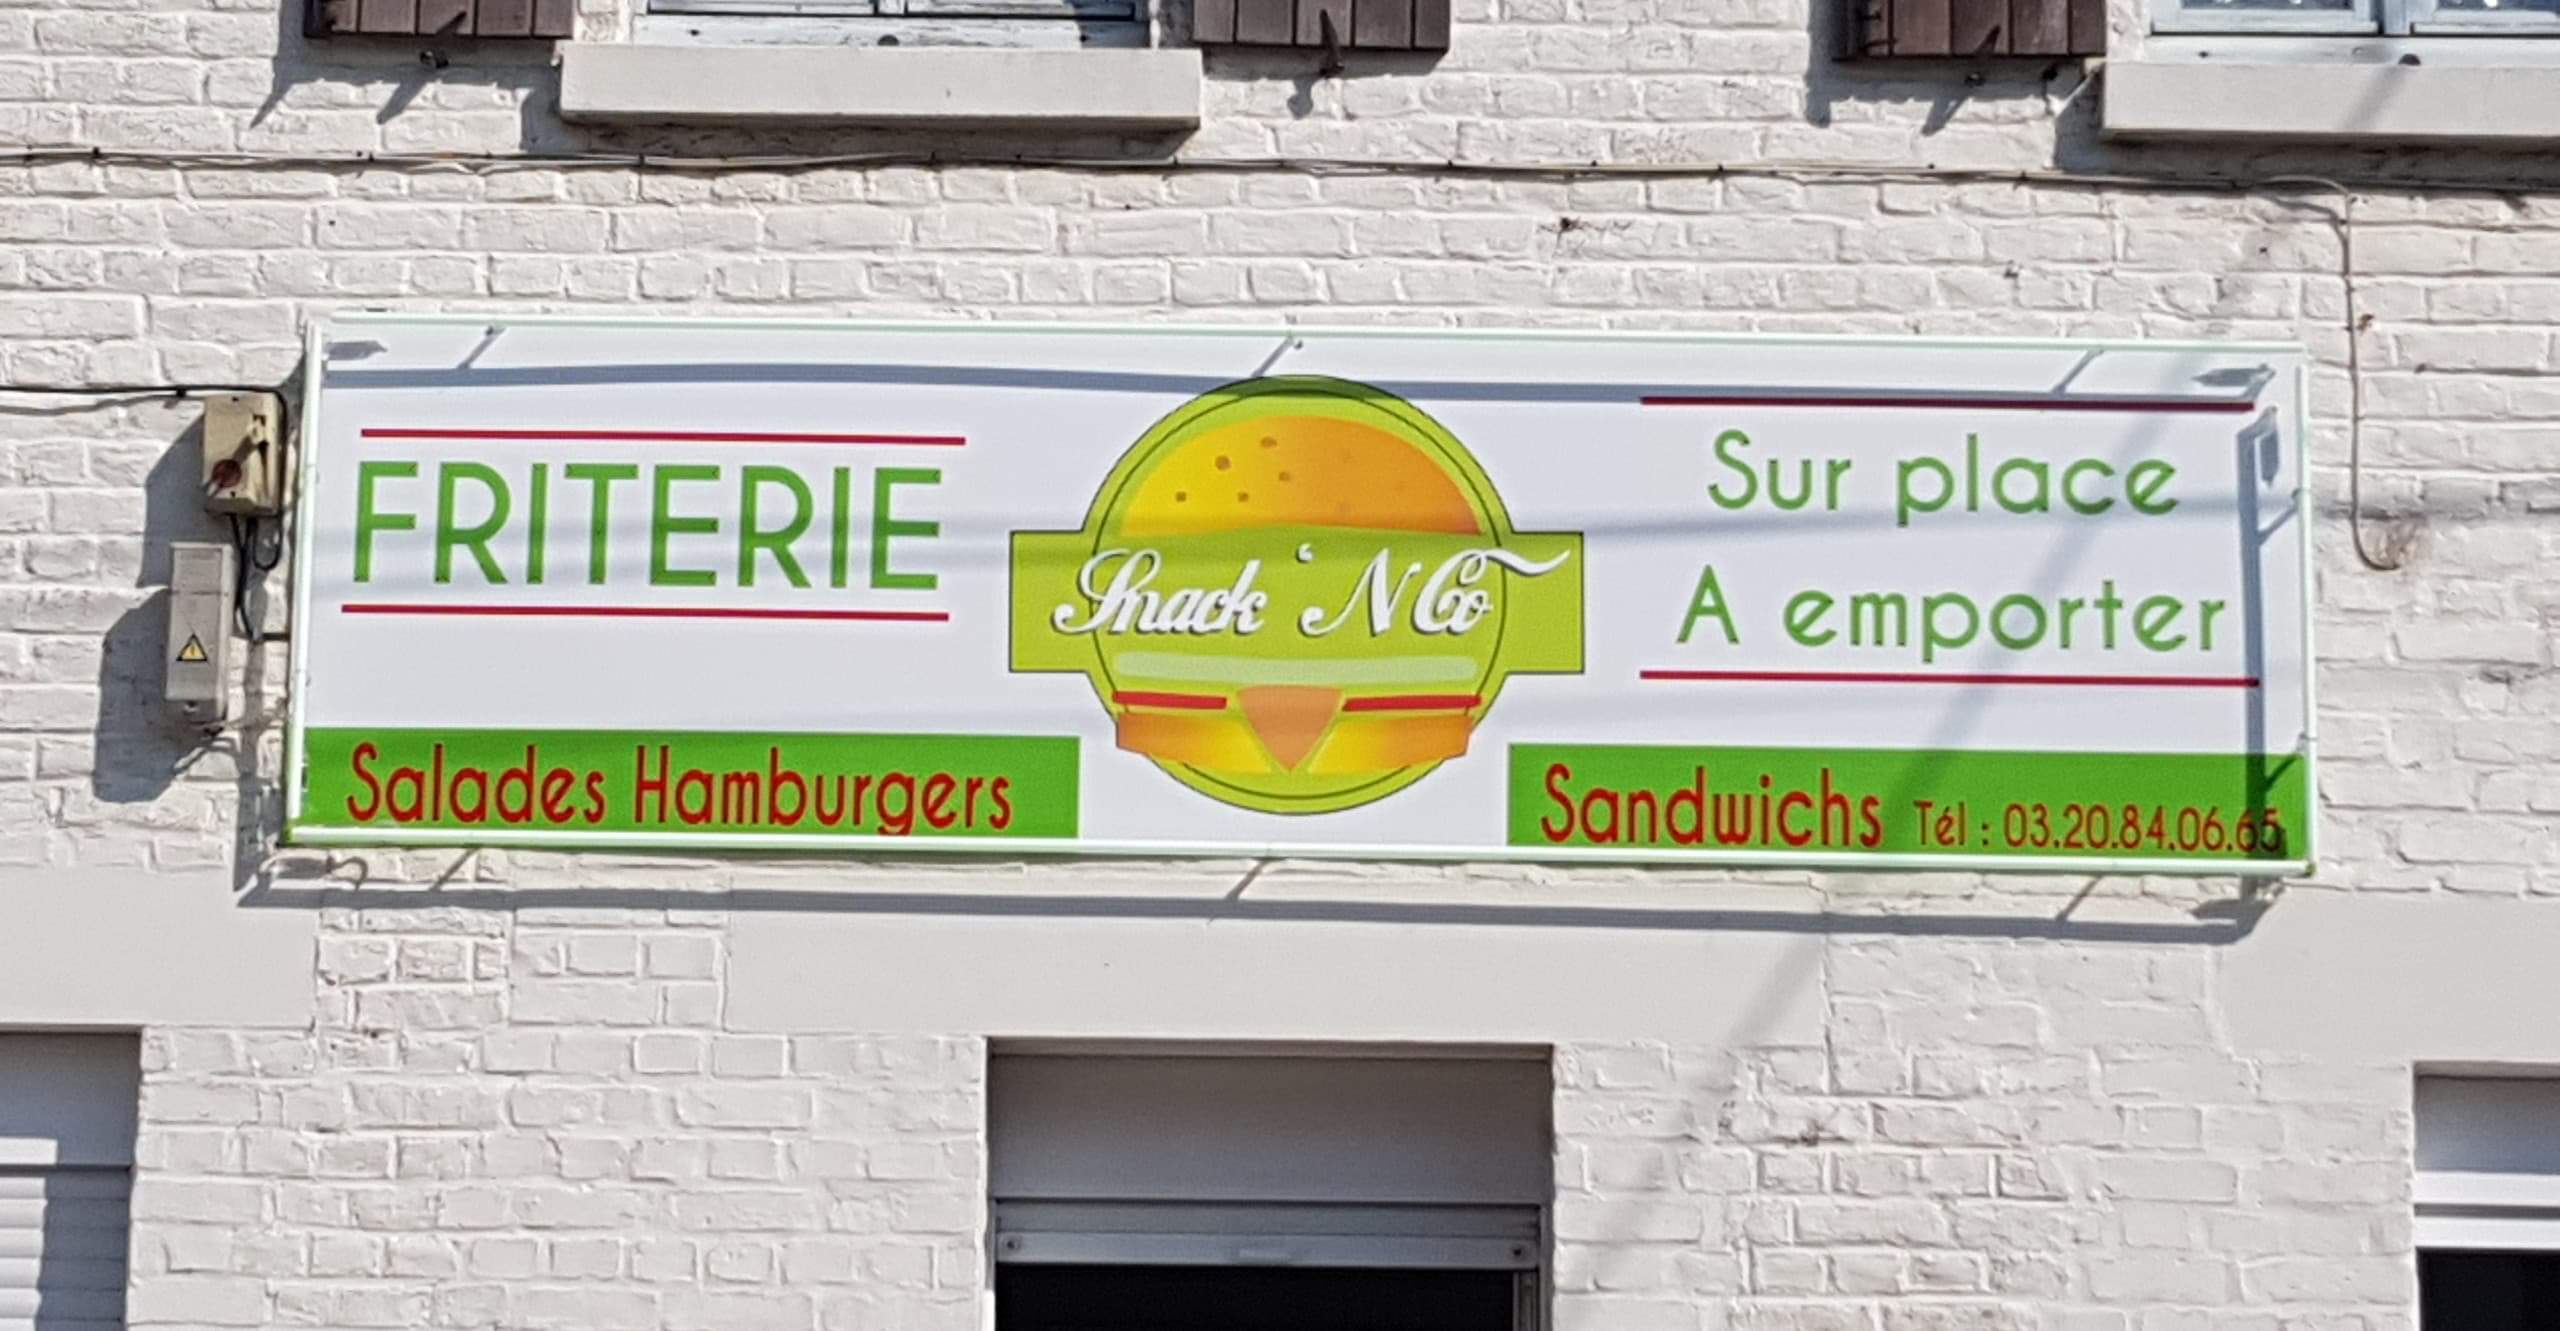 FRITERIE
Snack 'N Co
Sur place
A emporter
Salades Hamburgers
Sandwichs Tél : 03.20.84.06.65